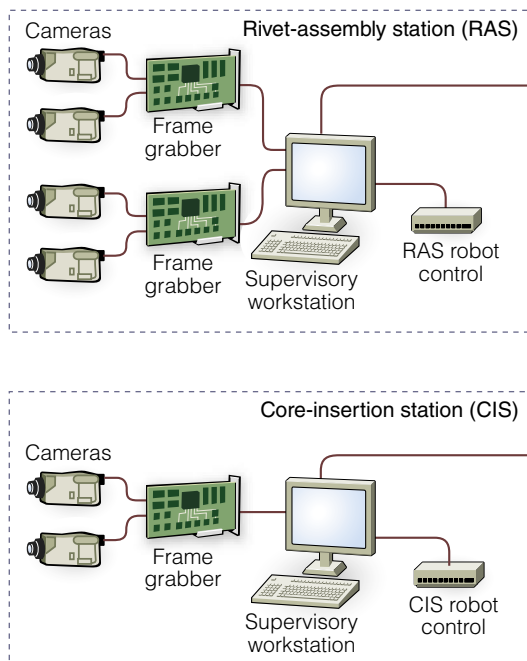 Rivet-assembly station (RAS)
Cameras
Frame
grabber
Frame
grabber
Supervisory
workstation
RAS robot
control
Core-insertion station (CIS)
Cameras
Frame
grabber
Supervisory
workstation
CIS robot
control